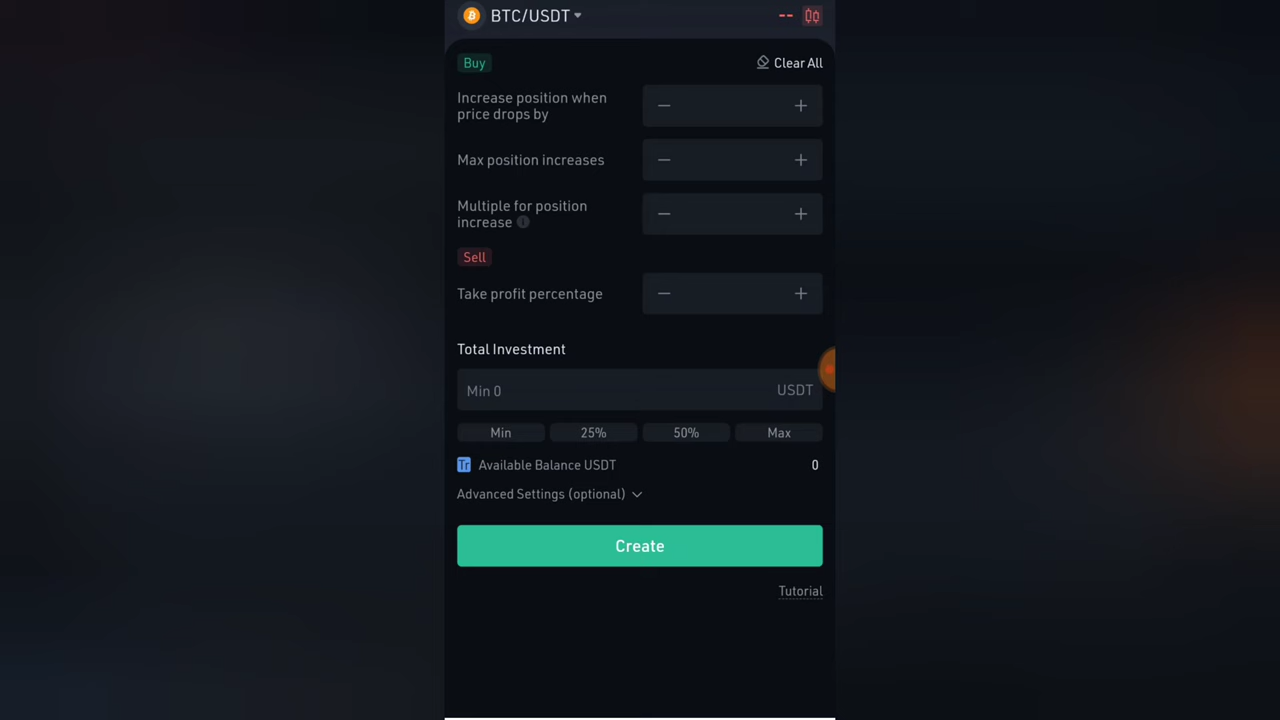 BTC/USDT
--
Buy
Clear All
Increase position when
price drops by
Max position increases
Multiple for position
increase
Sell
Take profit percentage
Total Investment
Min 0
USDT
Min
25%
50%
Max
Tr Available Balance USDT
0
Advanced Settings (optional)
Create
Tutorial